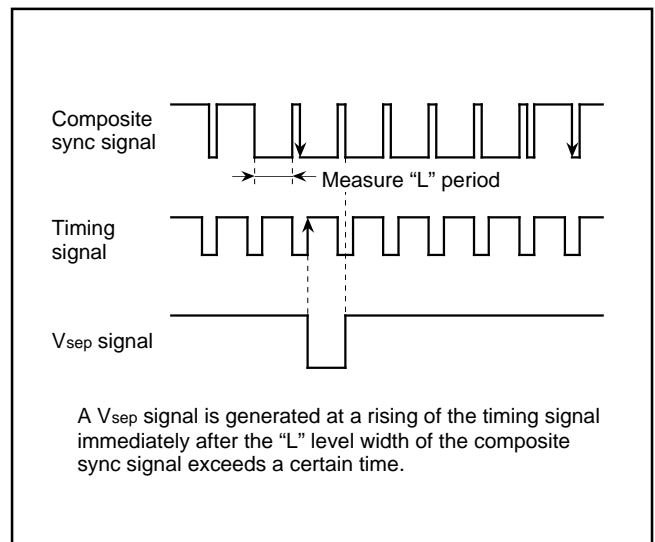 Composite
sync signal
Measure “L” period
Timing
signal
Vsep signal
A Vsep signal is generated at a rising of the timing signal
immediately after the “L” level width of the composite
sync signal exceeds a certain time.